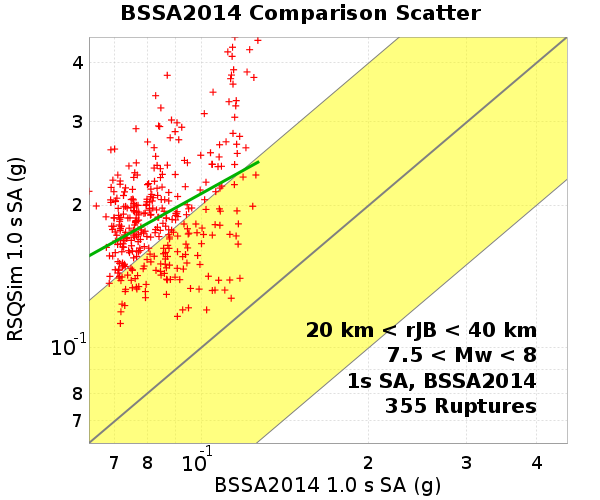 BSSA2014 Comparison Scatter
RSQSim 1.0 s SA (g)
4
3
2
10⁻¹
8
7
20 km < rJB < 40 km
7.5 < Mw < 8
1s SA, BSSA2014
355 Ruptures
7 8 10⁻¹ 2 3 4
BSSA2014 1.0 s SA (g)